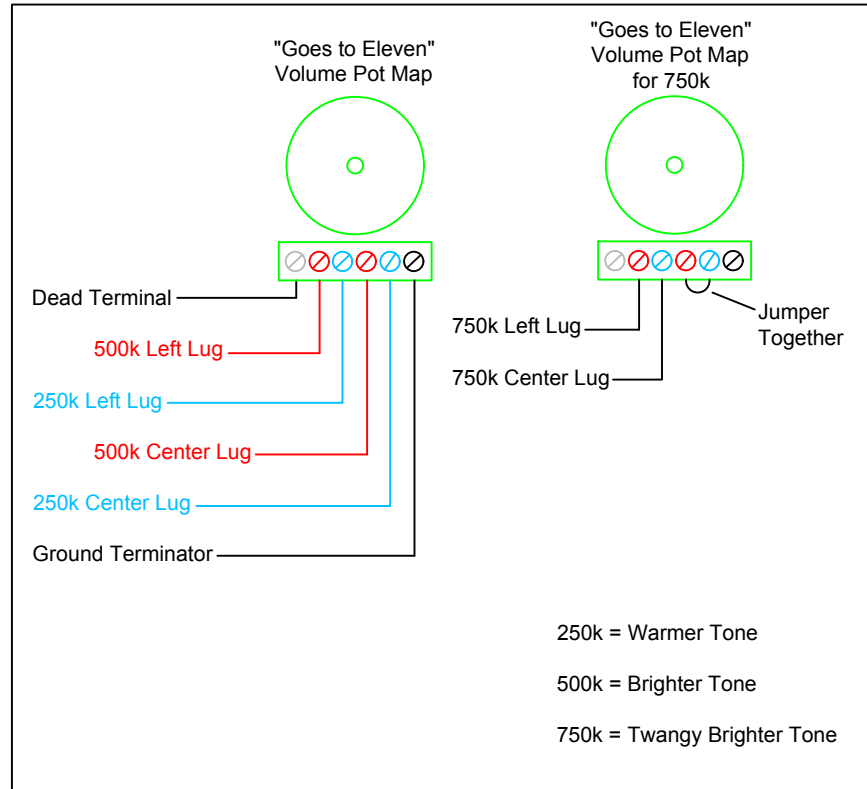 "Goes to Eleven"
Volume Pot Map
Dead Terminal
500k Left Lug
250k Left Lug
500k Center Lug
250k Center Lug
Ground Terminator
"Goes to Eleven"
Volume Pot Map
for 750k
750k Left Lug
750k Center Lug
Jumper
Together
250k = Warmer Tone
500k = Brighter Tone
750k = Twangy Brighter Tone